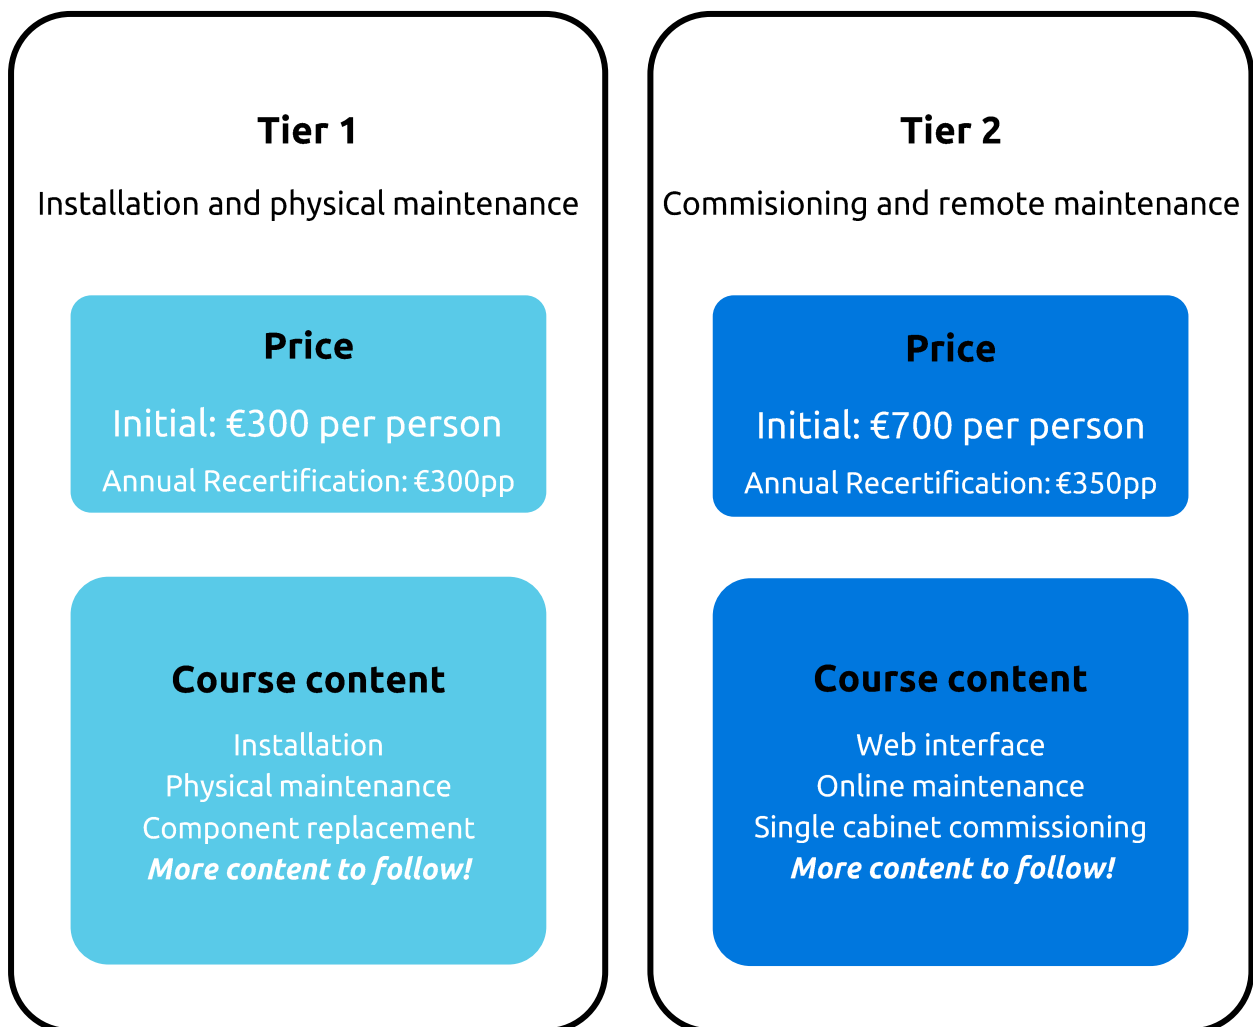 Tier 1
Installation and physical maintenance
Price
Initial: €300 per person
Annual Recertification: €300pp
Course content
Installation
Physical maintenance
Component replacement
More content to follow!
Tier 2
Commisioning and remote maintenance
Price
Initial: €700 per person
Annual Recertification: €350pp
Course content
Web interface
Online maintenance
Single cabinet commissioning
More content to follow!